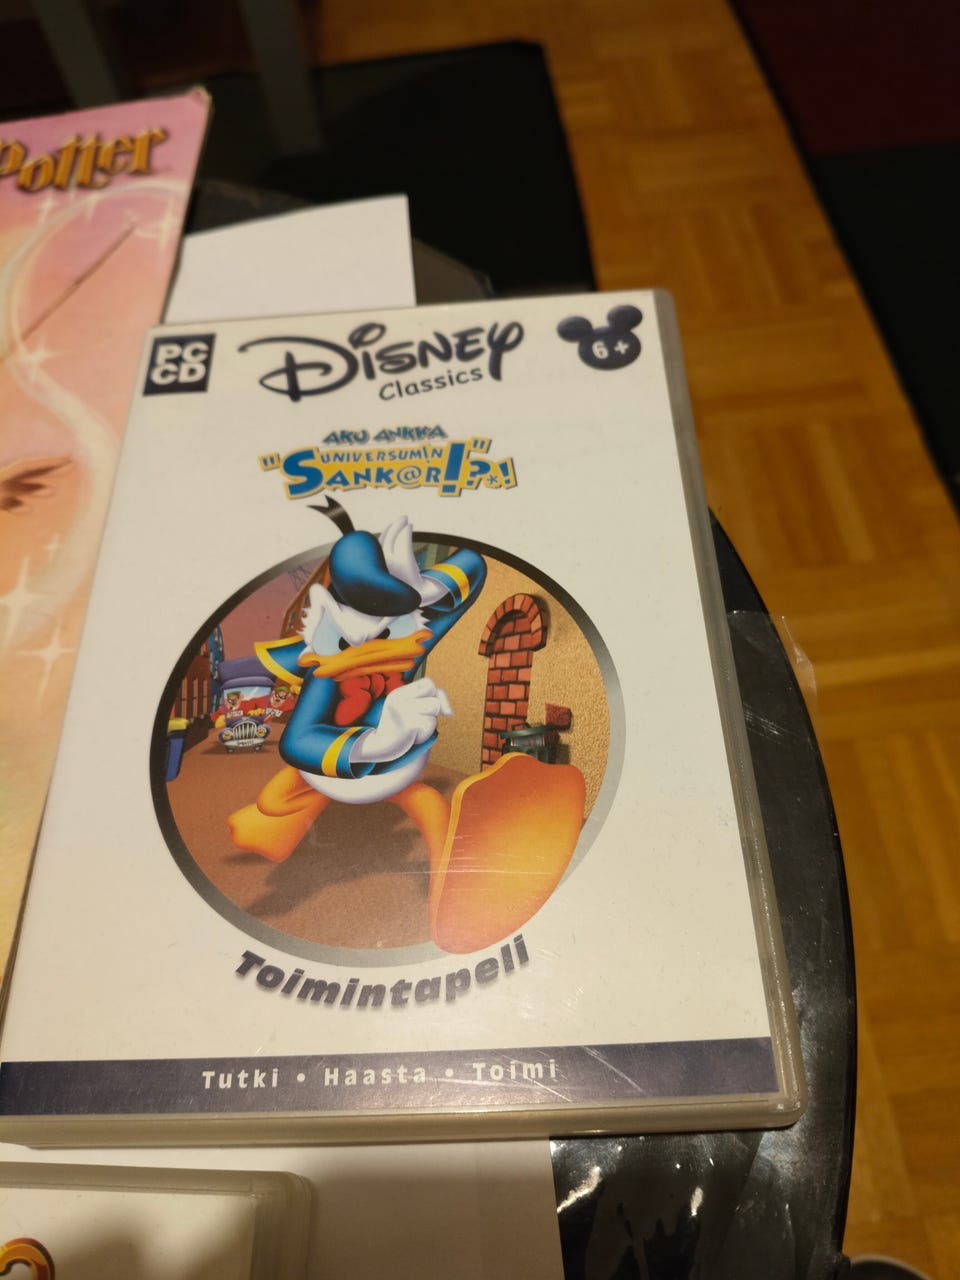 Potter
PC
CD
DISNEY
Classics
6+
AKU ANKKA
"UNIVERSUMIN
SANK@R!"?*!
Toimintapeli
Tutki • Haasta • Toimi